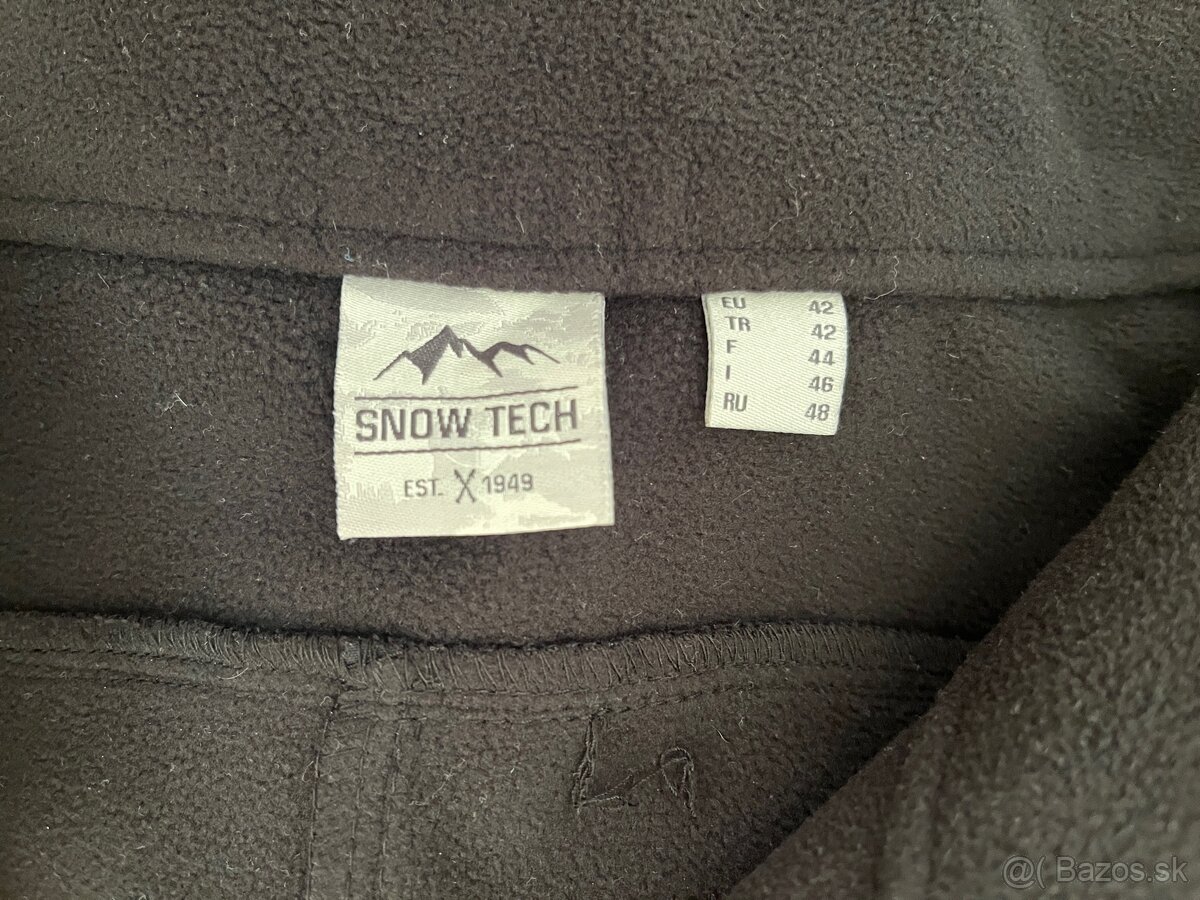 SNOW TECH
EST. X 1949
EU 42
TR 42
F 44
I 46
RU 48
@( Bazos.sk